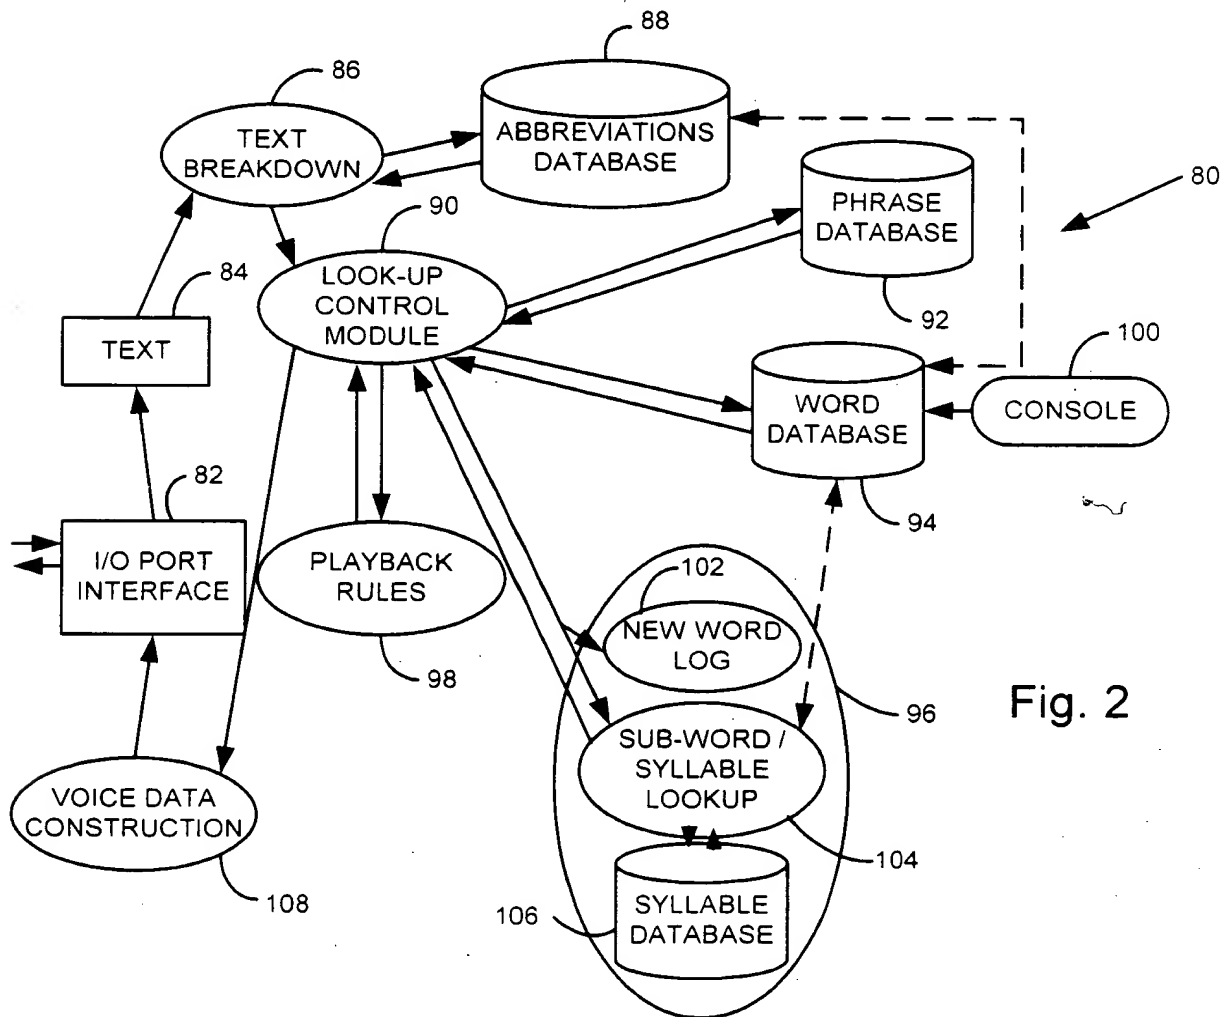 88
86
TEXT
BREAKDOWN
ABBREVIATIONS
DATABASE
80
90
PHRASE
DATABASE
84
LOOK-UP
CONTROL
MODULE
92
100
TEXT
WORD
DATABASE
CONSOLE
82
94
I/O PORT
INTERFACE
PLAYBACK
RULES
102
NEW WORD
LOG
98
96
Fig. 2
SUB-WORD /
SYLLABLE
LOOKUP
VOICE DATA
CONSTRUCTION
104
108
106
SYLLABLE
DATABASE